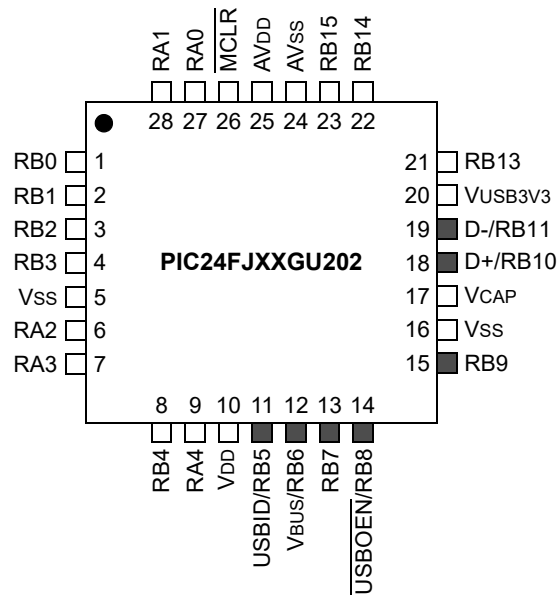 RA1
RA0
MCLR
AVDD
AVSS
RB15
RB14
28
27
26
25
24
23
22
RB0
1
RB1
2
RB2
3
RB3
4
VSS
5
RA2
6
RA3
7
PIC24FJXXGU202
21
RB13
20
VUSB3V3
19
D-/RB11
18
D+/RB10
17
VCAP
16
VSS
15
RB9
8
9
10
11
12
13
14
RB4
RA4
VDD
USBID/RB5
VBUS/RB6
RB7
USBOEN/RB8